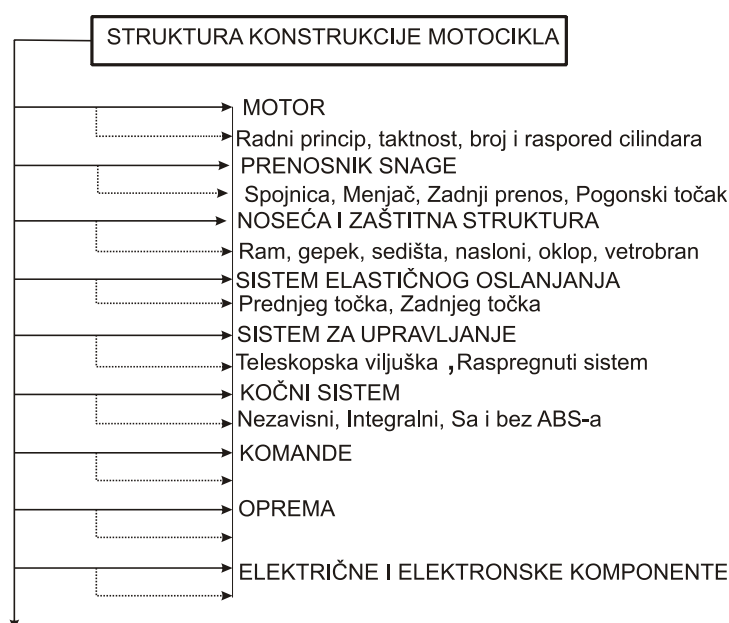 STRUKTURA KONSTRUKCIJE MOTOCIKLA
MOTOR
Radni princip, taktnost, broj i raspored cilindara
PRENOSNIK SNAGE
Spojnica, Menjač, Zadnji prenos, Pogonski točak
NOSEĆA I ZAŠTITNA STRUKTURA
Ram, gepek, sedišta, nasloni, oklop, vetrobran
SISTEM ELASTIČNOG OSLANJANJA
Prednjeg točka, Zadnjeg točka
SISTEM ZA UPRAVLJANJE
Teleskopska viljuška , Raspregnuti sistem
KOČNI SISTEM
Nezavisni, Integralni, Sa i bez ABS-a
KOMANDE
OPREMA
ELEKTRIČNE I ELEKTRONSKE KOMPONENTE